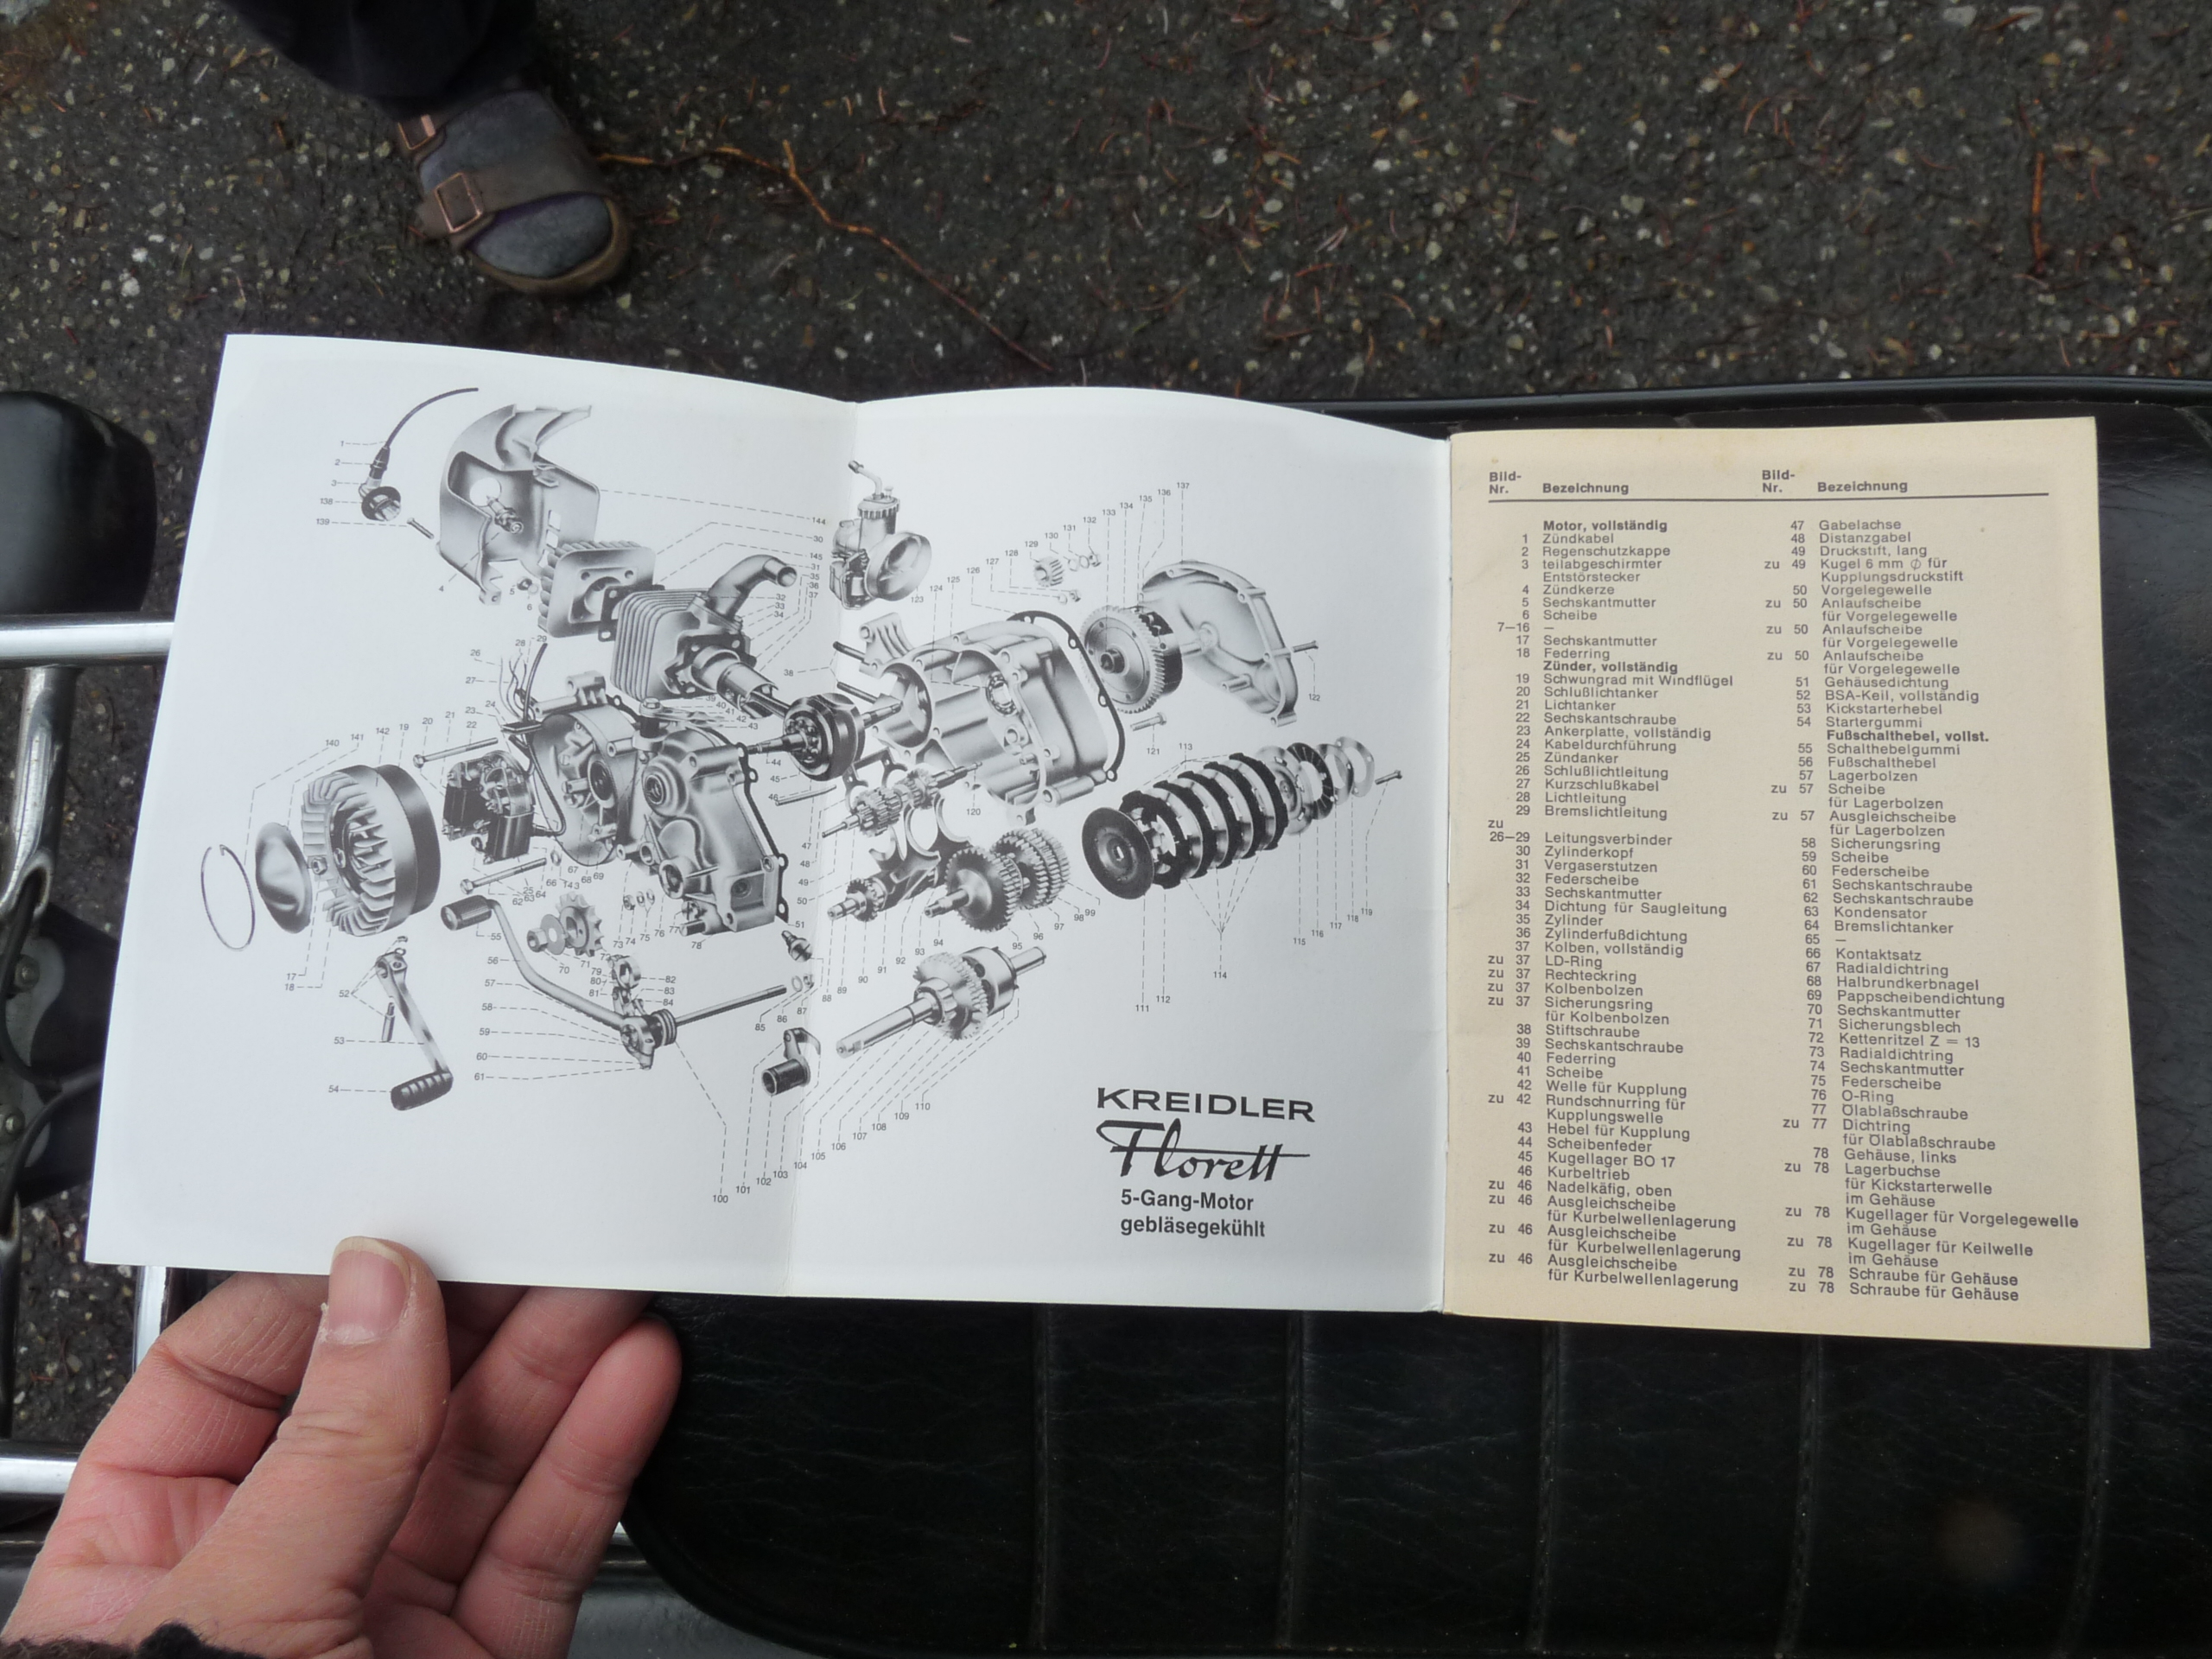 KREIDLER
Florett
5-Gang-Motor
gebläsegekühlt
Bild-
Nr. Bezeichnung
Motor, vollständig
1 Zündkabel
2 Regenschutzkappe
3 teilabgeschirmter
Entstörstecker
4 Zündkerze
5 Sechskantmutter
6 Scheibe
7—16 —
17 Sechskantmutter
18 Federring
Zünder, vollständig
19 Schwungrad mit Windflügel
20 Schlußlichtanker
21 Lichtanker
22 Sechskantschraube
23 Ankerplatte, vollständig
24 Kabeldurchführung
25 Zündanker
26 Schlußlichtleitung
27 Kurzschlußkabel
28 Lichtleitung
29 Bremslichtleitung
zu
26—29 Leitungsverbinder
30 Zylinderkopf
31 Vergaserstutzen
32 Federscheibe
33 Sechskantmutter
34 Dichtung für Saugleitung
35 Zylinder
36 Zylinderfußdichtung
37 Kolben, vollständig
zu 37 LD-Ring
zu 37 Rechteckring
zu 37 Kolbenbolzen
zu 37 Sicherungsring
für Kolbenbolzen
38 Stiftschraube
39 Sechskantschraube
40 Federring
41 Scheibe
42 Welle für Kupplung
zu 42 Rundschnurring für
Kupplungswelle
43 Hebel für Kupplung
44 Scheibenfeder
45 Kugellager BO 17
46 Kurbeltrieb
zu 46 Nadelkäfig, oben
zu 46 Ausgleichscheibe
für Kurbelwellenlagerung
zu 46 Ausgleichscheibe
für Kurbelwellenlagerung
zu 46 Ausgleichscheibe
für Kurbelwellenlagerung
Bild-
Nr. Bezeichnung
47 Gabelachse
48 Distanzgabel
49 Druckstift, lang
zu 49 Kugel 6 mm ∅ für
Kupplungsdruckstift
50 Vorgelegewelle
zu 50 Anlaufscheibe
für Vorgelegewelle
zu 50 Anlaufscheibe
für Vorgelegewelle
zu 50 Anlaufscheibe
für Vorgelegewelle
51 Gehäusedichtung
52 BSA-Keil, vollständig
53 Kickstarterhebel
54 Startergummi
Fußschalthebel, vollst.
55 Schalthebelgummi
56 Fußschalthebel
57 Lagerbolzen
zu 57 Scheibe
für Lagerbolzen
zu 57 Ausgleichscheibe
für Lagerbolzen
58 Sicherungsring
59 Scheibe
60 Federscheibe
61 Sechskantschraube
62 Sechskantschraube
63 Kondensator
64 Bremslichtanker
65 —
66 Kontaktsatz
67 Radialdichtring
68 Halbrundkerbnagel
69 Pappscheibendichtung
70 Sechskantmutter
71 Sicherungsblech
72 Kettenritzel Z = 13
73 Radialdichtring
74 Sechskantmutter
75 Federscheibe
76 O-Ring
77 Ölablaßschraube
zu 77 Dichtring
für Ölablaßschraube
78 Gehäuse, links
zu 78 Lagerbuchse
für Kickstarterwelle
im Gehäuse
zu 78 Kugellager für Vorgelegewelle
im Gehäuse
zu 78 Kugellager für Keilwelle
im Gehäuse
zu 78 Schraube für Gehäuse
zu 78 Schraube für Gehäuse